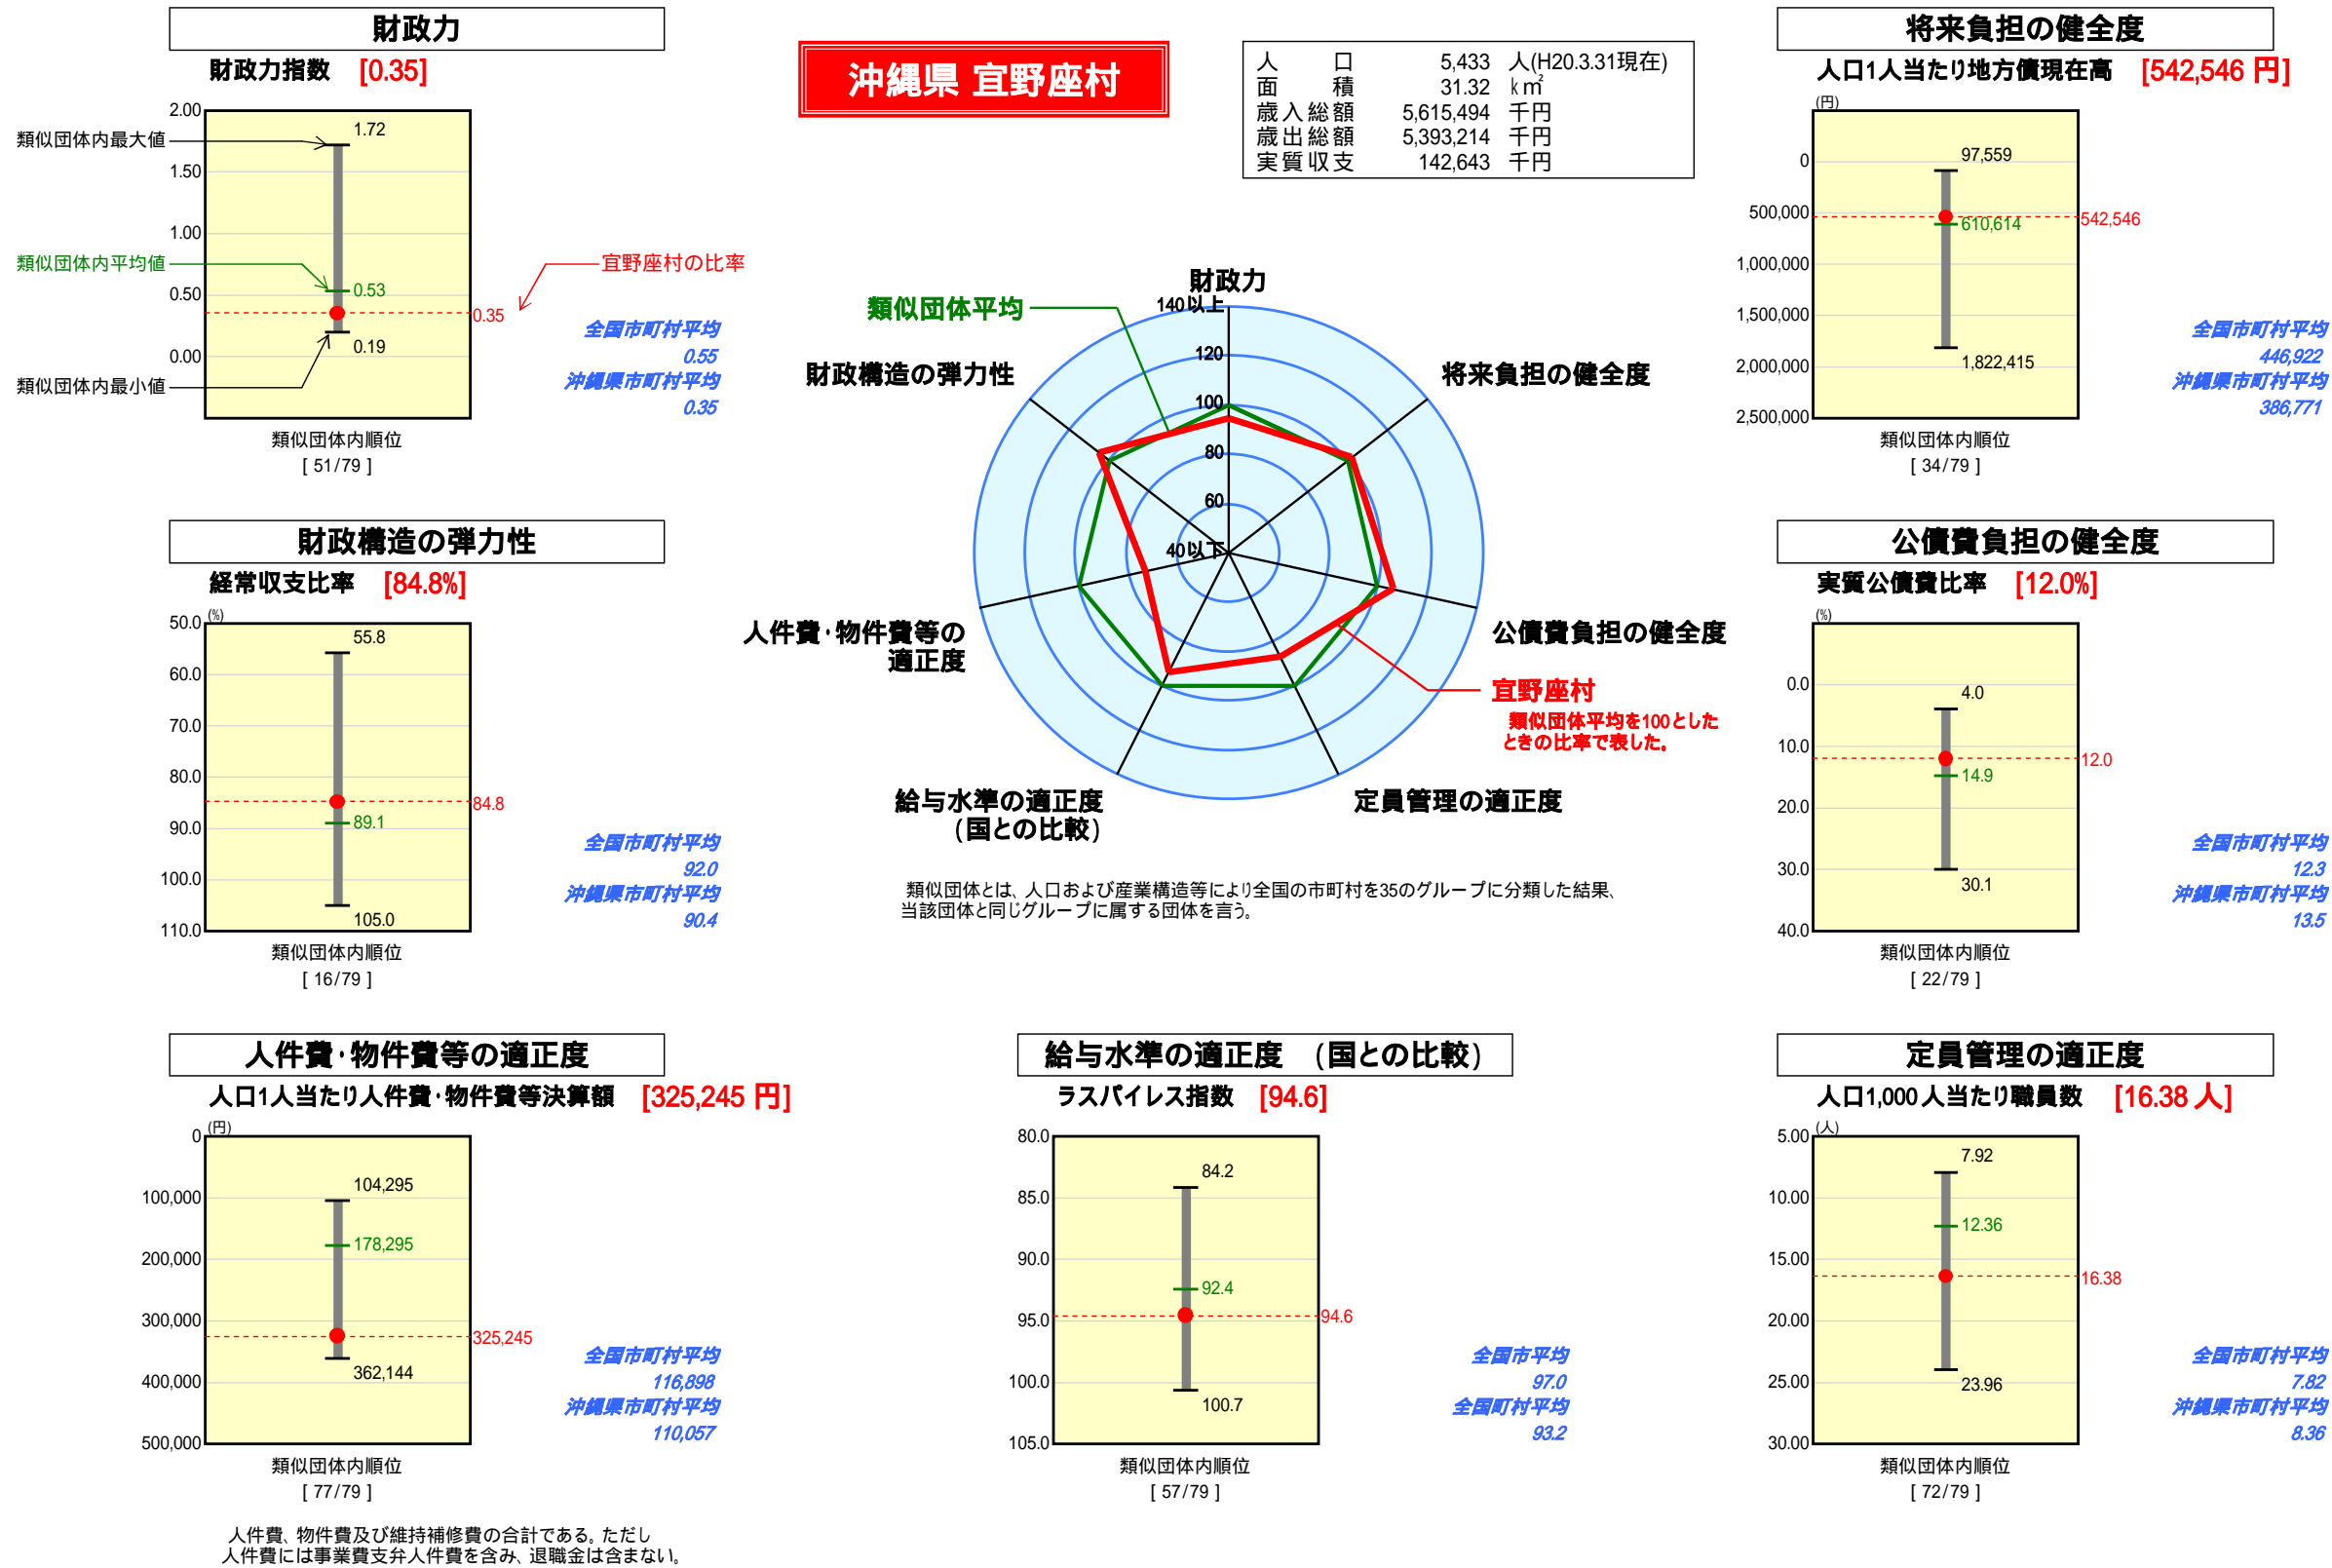 財政力
財政力指数 [0.35]
2.00
1.50
1.00
0.50
0.00
1.72
0.53
0.19
0.35
類似団体内最大値
類似団体内平均値
類似団体内最小値
宜野座村の比率
全国市町村平均
0.55
沖縄県市町村平均
0.35
類似団体内順位
[ 51/79 ]
沖縄県 宜野座村
人口 5,433 人(H20.3.31現在)
面積 31.32 k㎡
歳入総額 5,615,494 千円
歳出総額 5,393,214 千円
実質収支 142,643 千円
将来負担の健全度
人口1人当たり地方債現在高 [542,546 円]
(円)
0
500,000
1,000,000
1,500,000
2,000,000
2,500,000
97,559
610,614
1,822,415
542,546
全国市町村平均
446,922
沖縄県市町村平均
386,771
類似団体内順位
[ 34/79 ]
財政力
140以上
120
100
80
60
40以下
類似団体平均
財政構造の弾力性
将来負担の健全度
人件費・物件費等の
適正度
公債費負担の健全度
給与水準の適正度
(国との比較)
定員管理の適正度
宜野座村
類似団体平均を100とした
ときの比率で表した。
類似団体とは、人口および産業構造等により全国の市町村を35のグループに分類した結果、
当該団体と同じグループに属する団体を言う。
財政構造の弾力性
経常収支比率 [84.8%]
(%)
50.0
60.0
70.0
80.0
90.0
100.0
110.0
55.8
89.1
105.0
84.8
全国市町村平均
92.0
沖縄県市町村平均
90.4
類似団体内順位
[ 16/79 ]
公債費負担の健全度
実質公債費比率 [12.0%]
(%)
0.0
10.0
20.0
30.0
40.0
4.0
14.9
30.1
12.0
全国市町村平均
12.3
沖縄県市町村平均
13.5
類似団体内順位
[ 22/79 ]
人件費・物件費等の適正度
人口1人当たり人件費・物件費等決算額 [325,245 円]
(円)
0
100,000
200,000
300,000
400,000
500,000
104,295
178,295
362,144
325,245
全国市町村平均
116,898
沖縄県市町村平均
110,057
類似団体内順位
[ 77/79 ]
人件費、物件費及び維持補修費の合計である。ただし
人件費には事業費支弁人件費を含み、退職金は含まない。
給与水準の適正度 (国との比較)
ラスパイレス指数 [94.6]
80.0
85.0
90.0
95.0
100.0
105.0
84.2
92.4
100.7
94.6
全国市平均
97.0
全国町村平均
93.2
類似団体内順位
[ 57/79 ]
定員管理の適正度
人口1,000人当たり職員数 [16.38 人]
(人)
5.00
10.00
15.00
20.00
25.00
30.00
7.92
12.36
23.96
16.38
全国市町村平均
7.82
沖縄県市町村平均
8.36
類似団体内順位
[ 72/79 ]